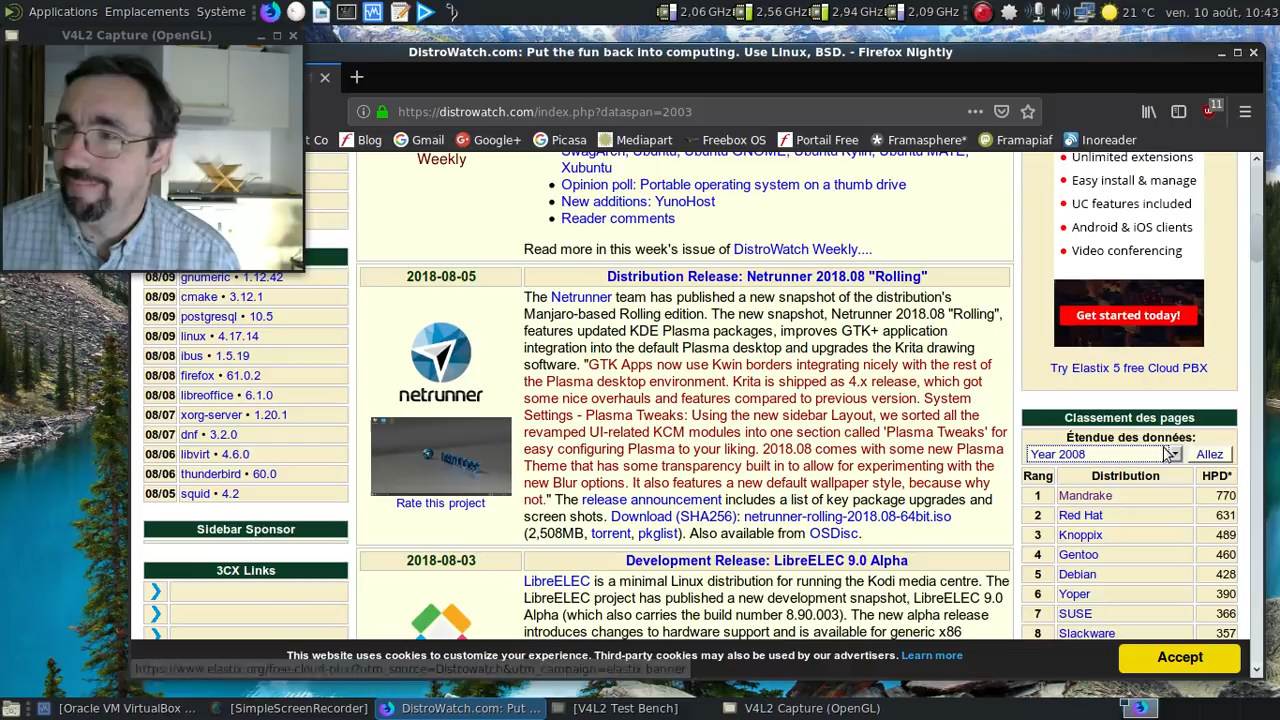 Applications Emplacements Système
2,06 GHz 2,56 GHz 2,94 GHz 2,09 GHz
21 °C ven. 10 août, 10:43
V4L2 Capture (OpenGL)
DistroWatch.com: Put the fun back into computing. Use Linux, BSD. - Firefox Nightly
https://distrowatch.com/index.php?dataspan=2003
11
t Co Blog Gmail Google+ Picasa Mediapart Freebox OS Portail Free Framasphere* Framapiaf Inoreader
Weekly
SwagArch, Ubuntu, Ubuntu GNOME, Ubuntu Kylin, Ubuntu MATE,
Xubuntu
Opinion poll: Portable operating system on a thumb drive
New additions: YunoHost
Reader comments
Read more in this week's issue of DistroWatch Weekly....
08/09 gnumeric • 1.12.42
08/09 cmake • 3.12.1
08/09 postgresql • 10.5
08/09 linux • 4.17.14
08/08 ibus • 1.5.19
08/08 firefox • 61.0.2
08/08 libreoffice • 6.1.0
08/07 xorg-server • 1.20.1
08/07 dnf • 3.2.0
08/06 libvirt • 4.6.0
08/06 thunderbird • 60.0
08/05 squid • 4.2
Sidebar Sponsor
3CX Links
2018-08-05
Distribution Release: Netrunner 2018.08 "Rolling"
netrunner
Rate this project
The Netrunner team has published a new snapshot of the distribution's
Manjaro-based Rolling edition. The new snapshot, Netrunner 2018.08 "Rolling",
features updated KDE Plasma packages, improves GTK+ application
integration into the default Plasma desktop and upgrades the Krita drawing
software. "GTK Apps now use Kwin borders integrating nicely with the rest of
the Plasma desktop environment. Krita is shipped as 4.x release, which got
some nice overhauls and features compared to previous version. System
Settings - Plasma Tweaks: Using the new sidebar Layout, we sorted all the
revamped UI-related KCM modules into one section called 'Plasma Tweaks' for
easy configuring Plasma to your liking. 2018.08 comes with some new Plasma
Theme that has some transparency built in to allow for experimenting with the
new Blur options. It also features a new default wallpaper style, because why
not." The release announcement includes a list of key package upgrades and
screen shots. Download (SHA256): netrunner-rolling-2018.08-64bit.iso
(2,508MB, torrent, pkglist). Also available from OSDisc.
2018-08-03
Development Release: LibreELEC 9.0 Alpha
LibreELEC is a minimal Linux distribution for running the Kodi media centre. The
LibreELEC project has published a new development snapshot, LibreELEC 9.0
Alpha (which also carries the build number 8.90.003). The new alpha release
introduces changes to hardware support and is available for generic x86
Unlimited extensions
Easy install & manage
UC features included
Android & iOS clients
Video conferencing
Get started today!
Try Elastix 5 free Cloud PBX
Classement des pages
Étendue des données:
Year 2008 Allez
Rang Distribution HPD*
1 Mandrake 770
2 Red Hat 631
3 Knoppix 489
4 Gentoo 460
5 Debian 428
6 Yoper 390
7 SUSE 366
8 Slackware 357
This website uses cookies to customize your experience. Third-party cookies may also be used by our advertisers. Learn more
Accept
https://www.elastix.org/free-cloud-pbx/?utm_source=Distrowatch&utm_campaign=elastix banner
[Oracle VM VirtualBox ... [SimpleScreenRecorder] DistroWatch.com: Put ... [V4L2 Test Bench] V4L2 Capture (OpenGL)